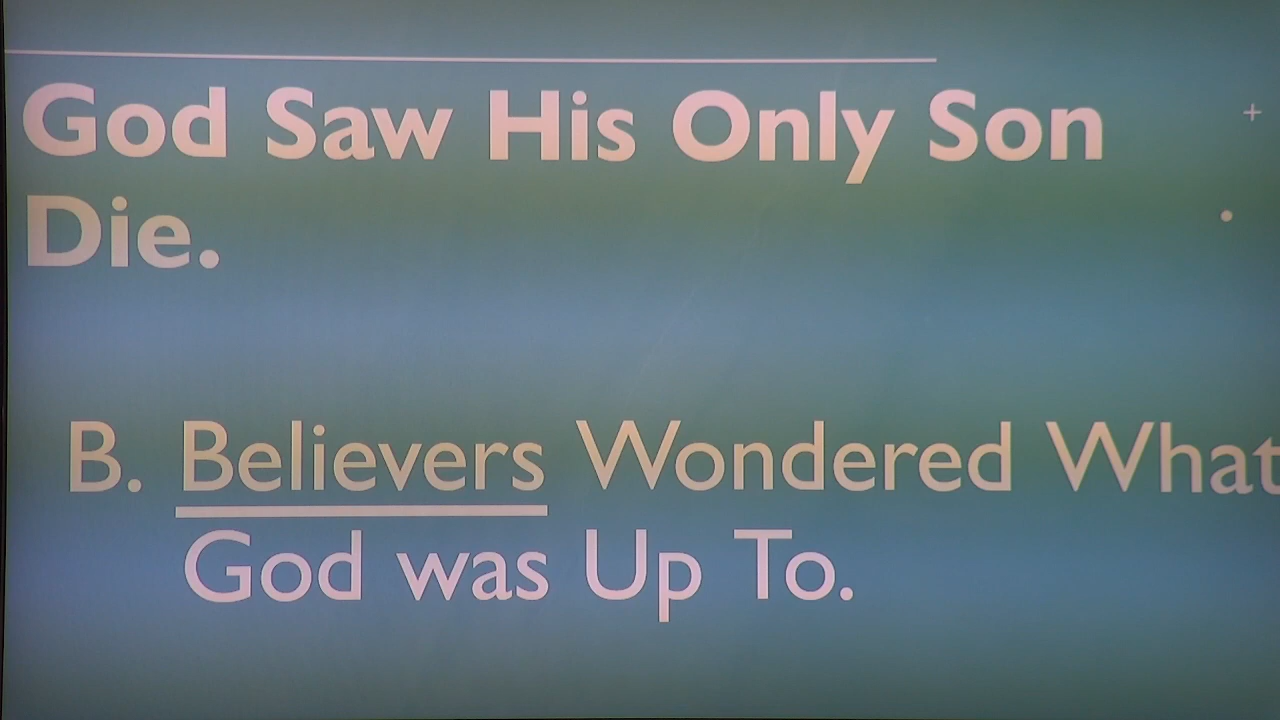 God Saw His Only Son
Die.
B. Believers Wondered What
God was Up To.